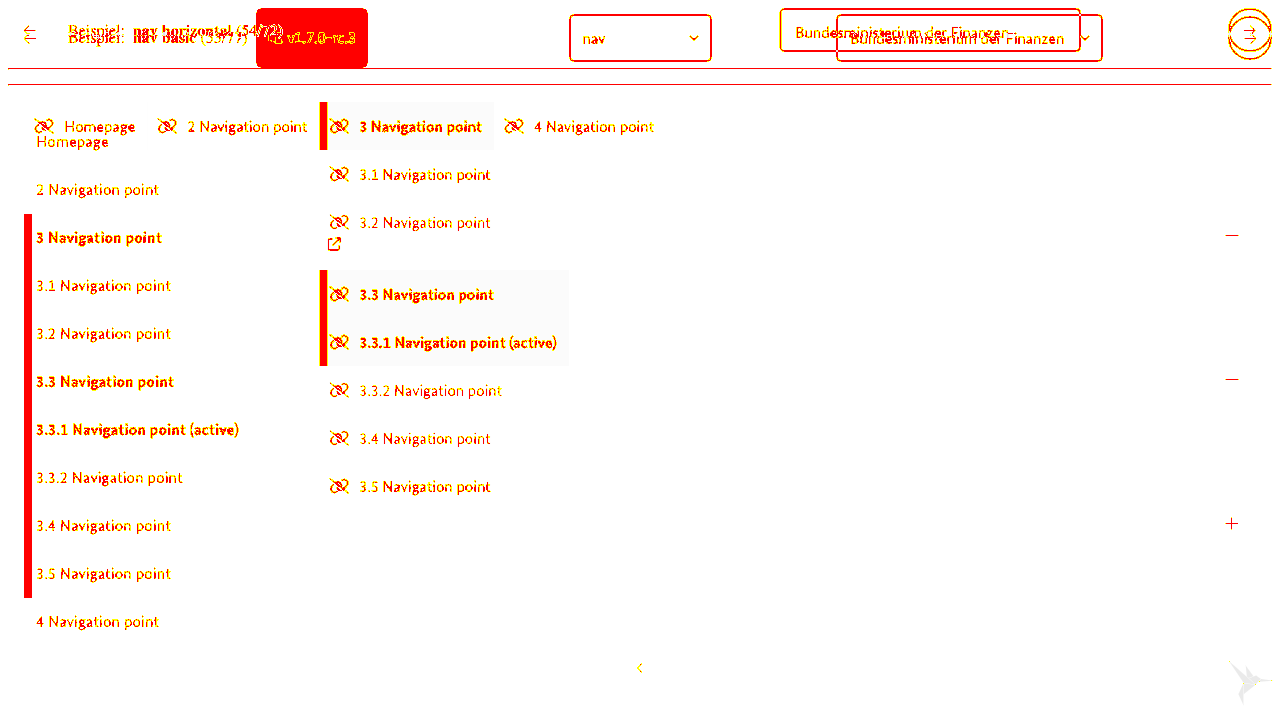 Beispiel: nav horizontal (54/72)
Beispiel: nav basic (53/72)
v1.7.0-rc.3
nav
Bundesministerium der Finanzen
Bundesministerium der Finanzen
Homepage
2 Navigation point
3 Navigation point
4 Navigation point
Homepage
3.1 Navigation point
2 Navigation point
3.2 Navigation point
3 Navigation point
3.1 Navigation point
3.3 Navigation point
3.2 Navigation point
3.3.1 Navigation point (active)
3.3 Navigation point
3.3.2 Navigation point
3.3.1 Navigation point (active)
3.4 Navigation point
3.3.2 Navigation point
3.5 Navigation point
3.4 Navigation point
3.5 Navigation point
4 Navigation point